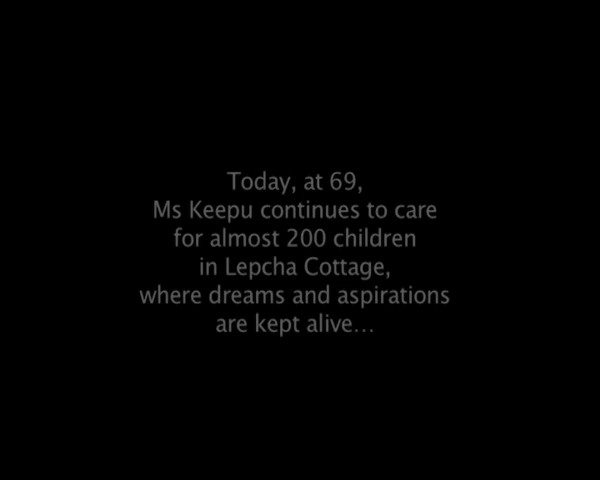 Today, at 69,
Ms Keepu continues to care
for almost 200 children
in Lepcha Cottage,
where dreams and aspirations
are kept alive...